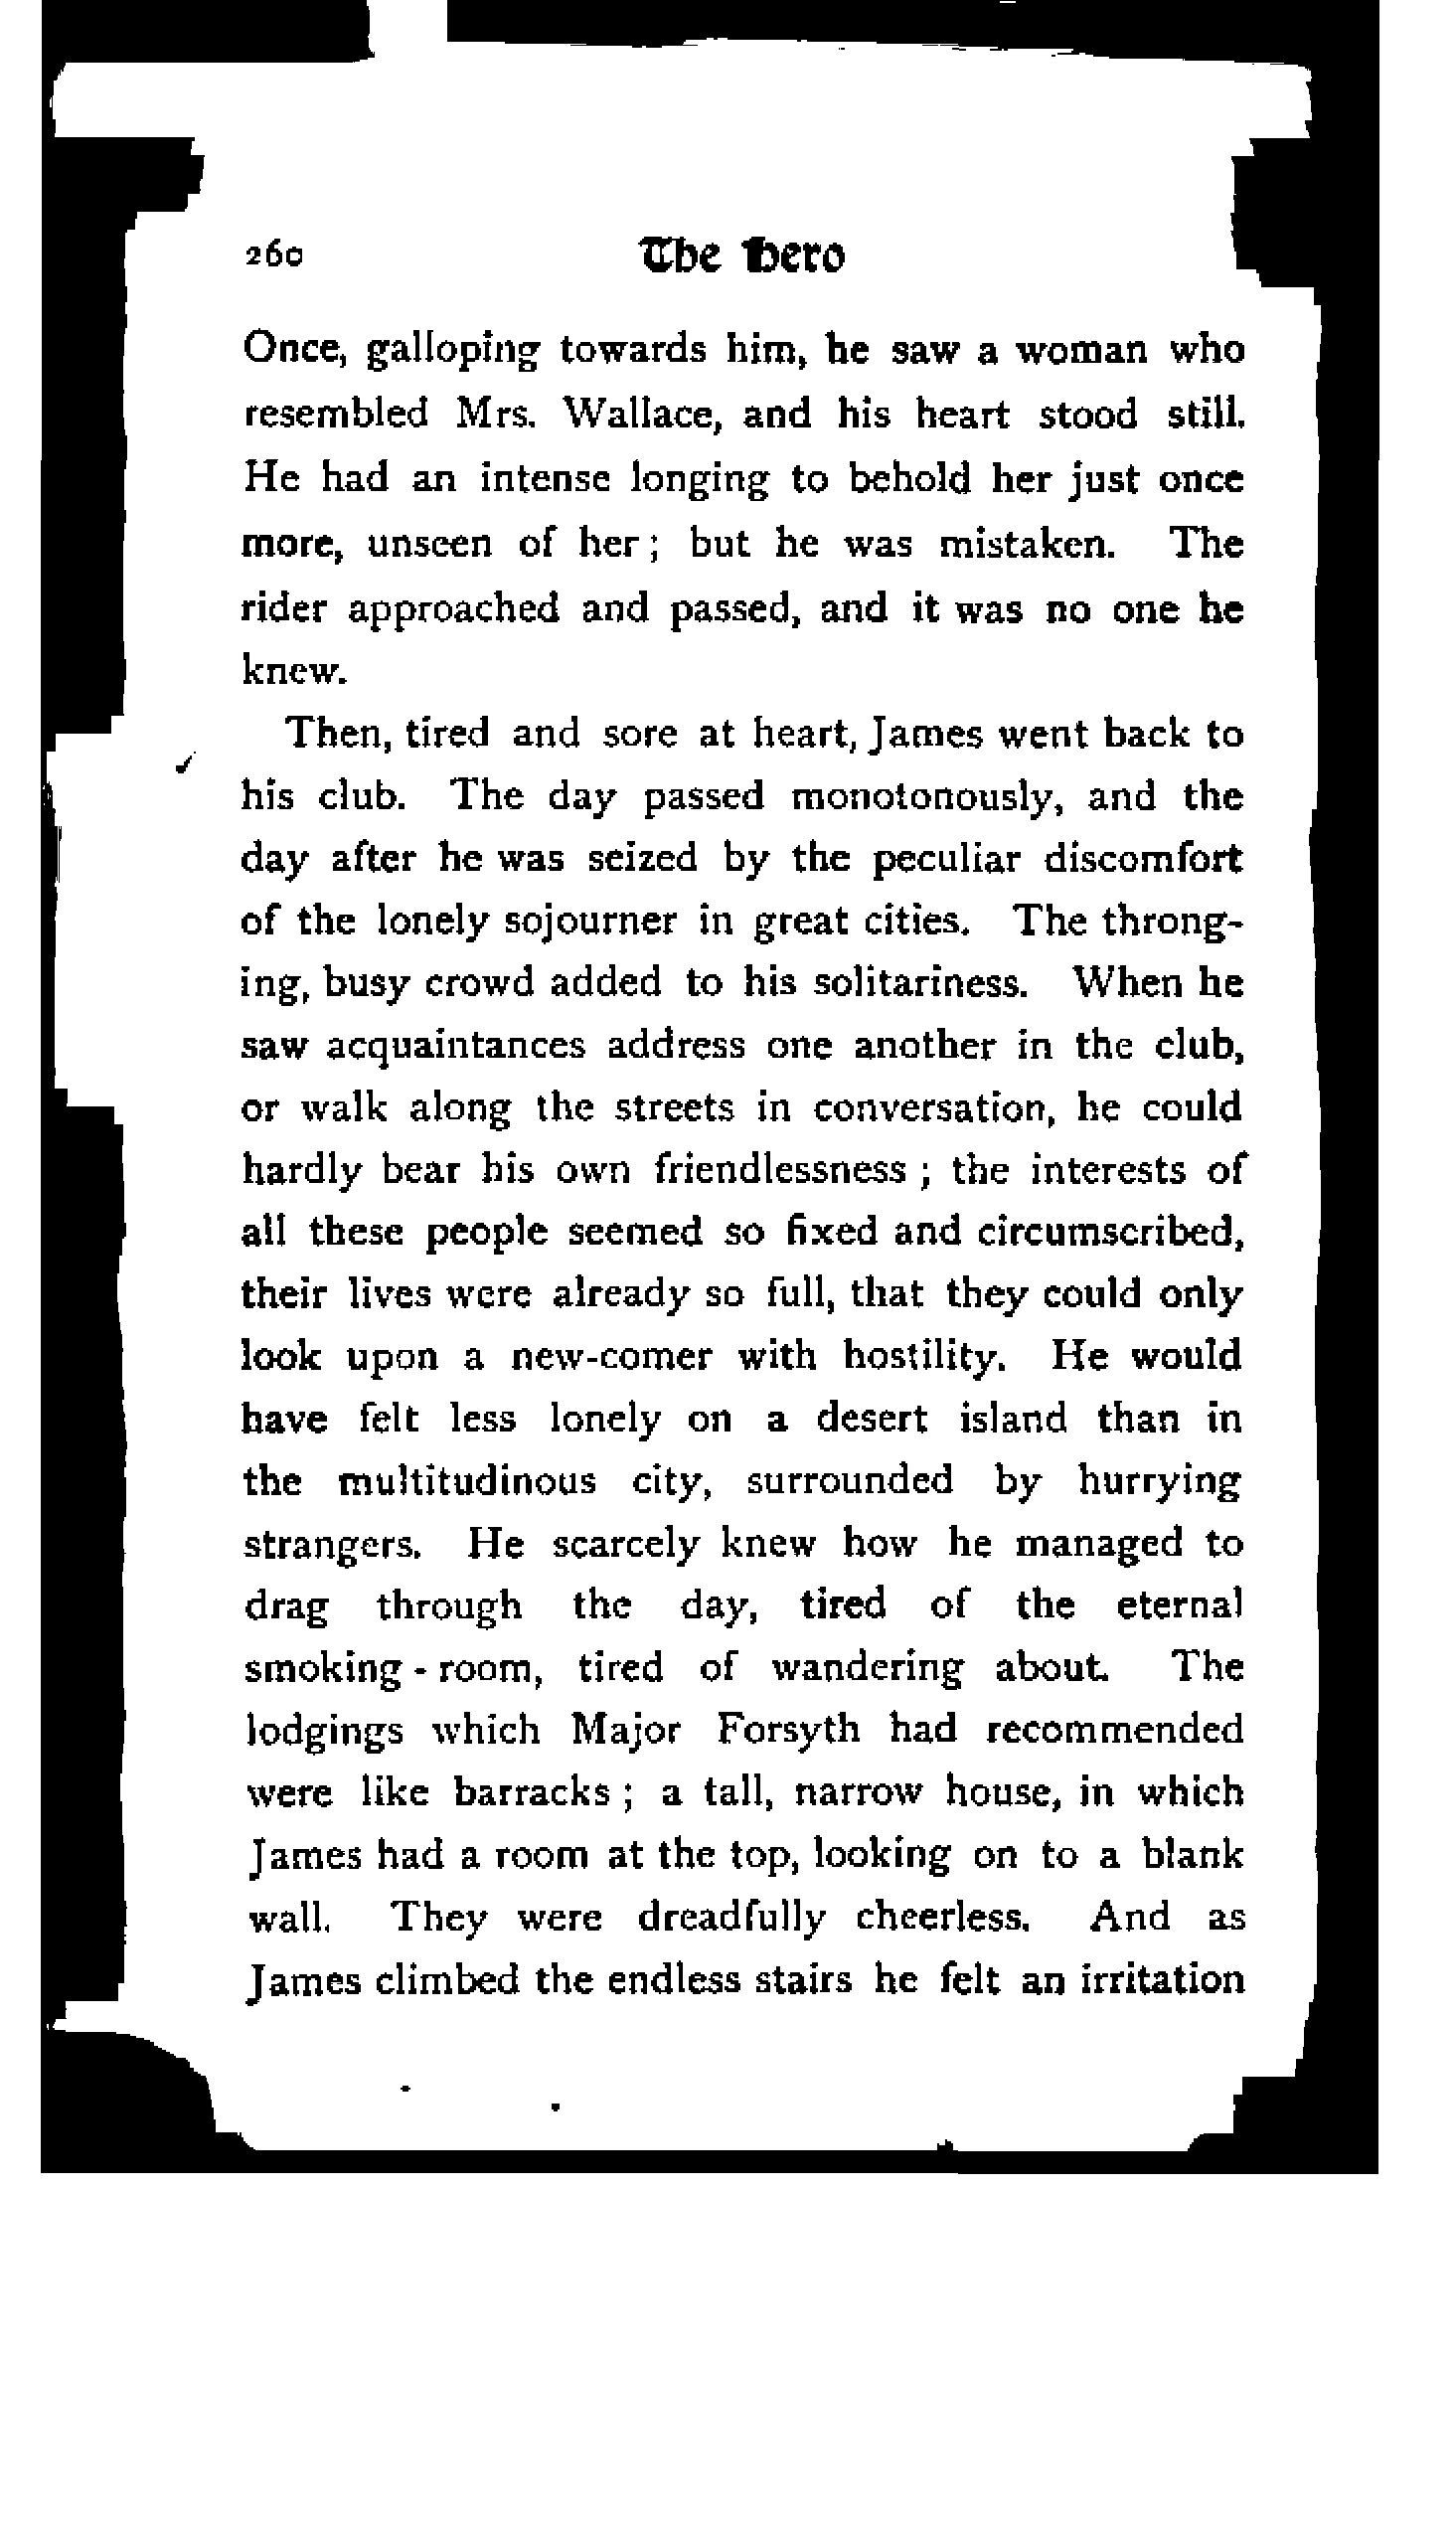 260 The Hero
Once, galloping towards him, he saw a woman who
resembled Mrs. Wallace, and his heart stood still.
He had an intense longing to behold her just once
more, unseen of her; but he was mistaken. The
rider approached and passed, and it was no one he
knew.
Then, tired and sore at heart, James went back to
his club. The day passed monotonously, and the
day after he was seized by the peculiar discomfort
of the lonely sojourner in great cities. The throng-
ing, busy crowd added to his solitariness. When he
saw acquaintances address one another in the club,
or walk along the streets in conversation, he could
hardly bear his own friendlessness; the interests of
all these people seemed so fixed and circumscribed,
their lives were already so full, that they could only
look upon a new-comer with hostility. He would
have felt less lonely on a desert island than in
the multitudinous city, surrounded by hurrying
strangers. He scarcely knew how he managed to
drag through the day, tired of the eternal
smoking-room, tired of wandering about. The
lodgings which Major Forsyth had recommended
were like barracks; a tall, narrow house, in which
James had a room at the top, looking on to a blank
wall. They were dreadfully cheerless. And as
James climbed the endless stairs he felt an irritation